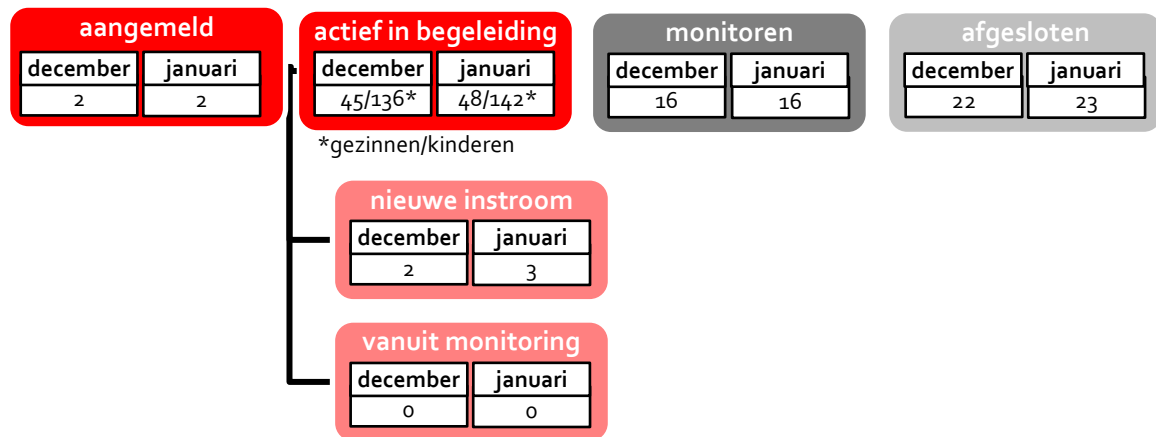 aangemeld
december januari
2 2
actief in begeleiding
december januari
45/136* 48/142*
*gezinnen/kinderen
monitoren
december januari
16 16
afgesloten
december januari
22 23
nieuwe instroom
december januari
2 3
vanuit monitoring
december januari
0 0